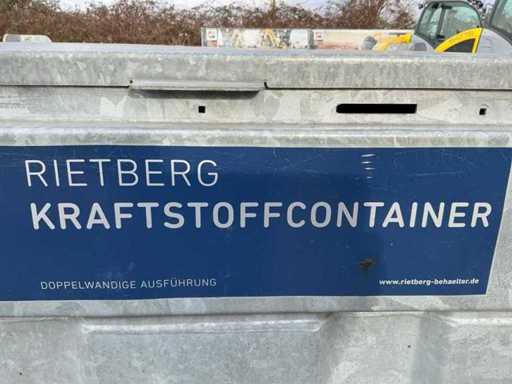 RIETBERG
KRAFTSTOFFCONTAINER
DOPPELWANDIGE AUSFÜHRUNG
www.rietberg-behaelter.de